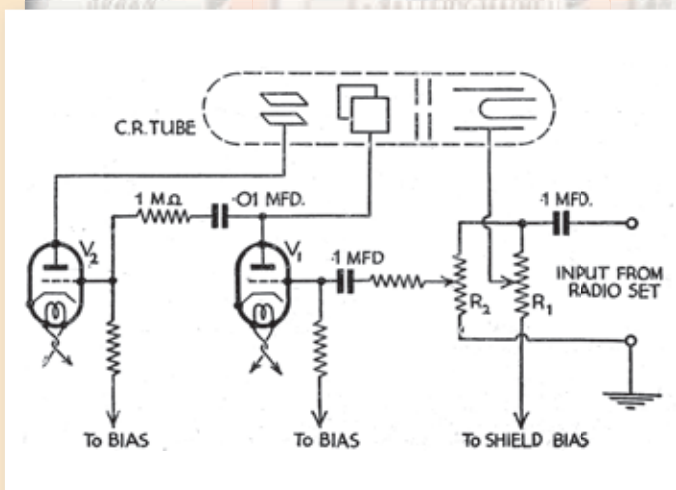 C.R. TUBE
1 MΩ
·01 MFD.
·1 MFD.
V2
V1
·1 MFD
INPUT FROM
RADIO SET
R2
R1
To BIAS
To BIAS
To SHIELD BIAS